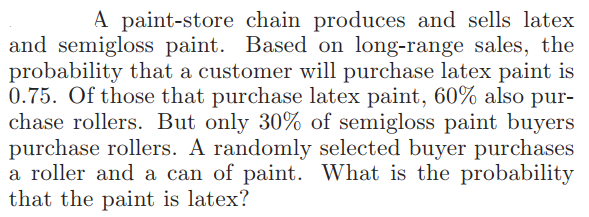 A paint-store chain produces and sells latex
and semigloss paint. Based on long-range sales, the
probability that a customer will purchase latex paint is
0.75. Of those that purchase latex paint, 60% also pur-
chase rollers. But only 30% of semigloss paint buyers
purchase rollers. A randomly selected buyer purchases
a roller and a can of paint. What is the probability
that the paint is latex?